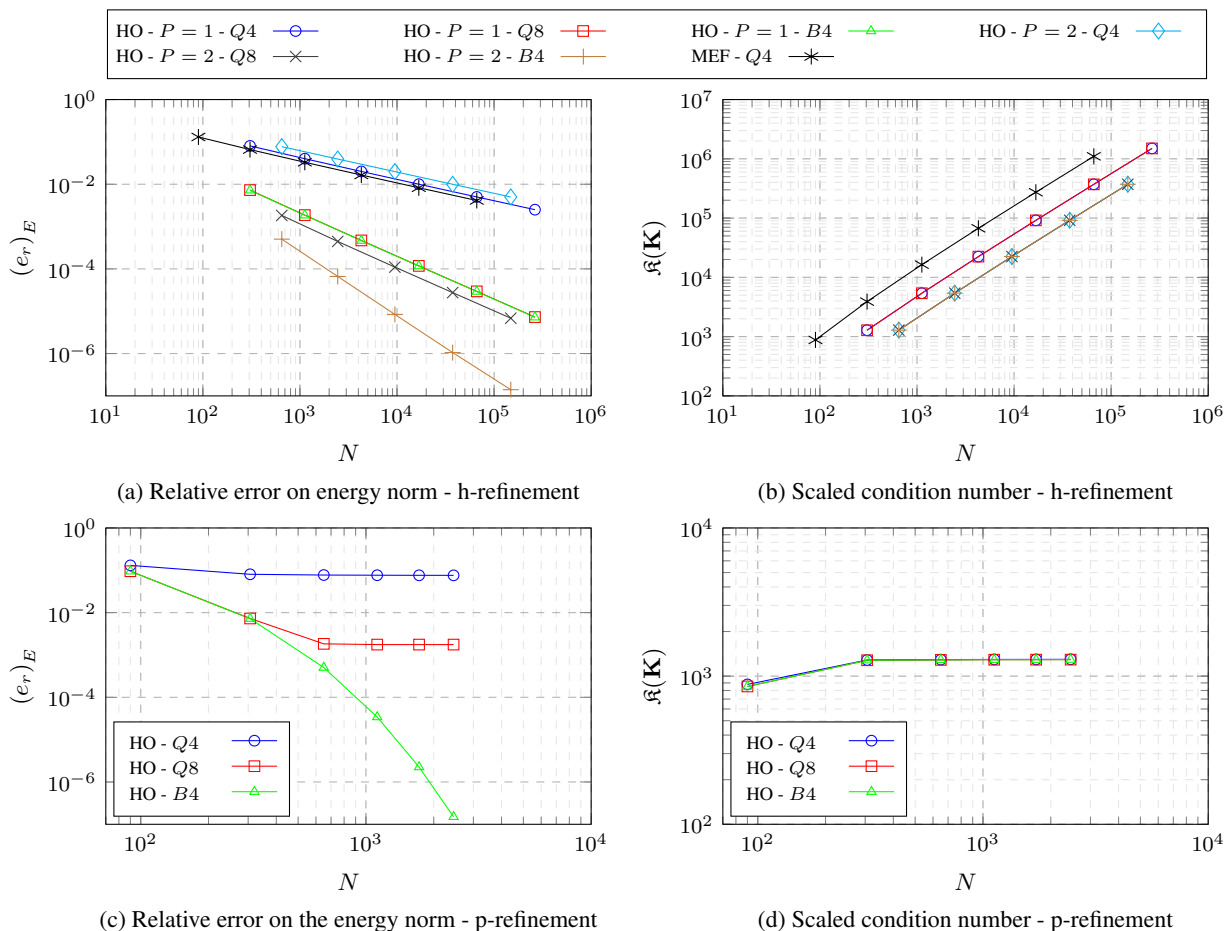 HO - P = 1 - Q4 HO - P = 1 - Q8 HO - P = 1 - B4 HO - P = 2 - Q4
HO - P = 2 - Q8 HO - P = 2 - B4 MEF - Q4
10^0
10^−2
10^−4
10^−6
(e_r)_E
10^1 10^2 10^3 10^4 10^5 10^6
N
(a) Relative error on energy norm - h-refinement
10^7
10^6
10^5
10^4
10^3
10^2
𝔎(K)
10^1 10^2 10^3 10^4 10^5 10^6
N
(b) Scaled condition number - h-refinement
10^0
10^−2
10^−4
10^−6
(e_r)_E
HO - Q4
HO - Q8
HO - B4
10^2 10^3 10^4
N
(c) Relative error on the energy norm - p-refinement
10^4
10^3
10^2
𝔎(K)
HO - Q4
HO - Q8
HO - B4
10^2 10^3 10^4
N
(d) Scaled condition number - p-refinement